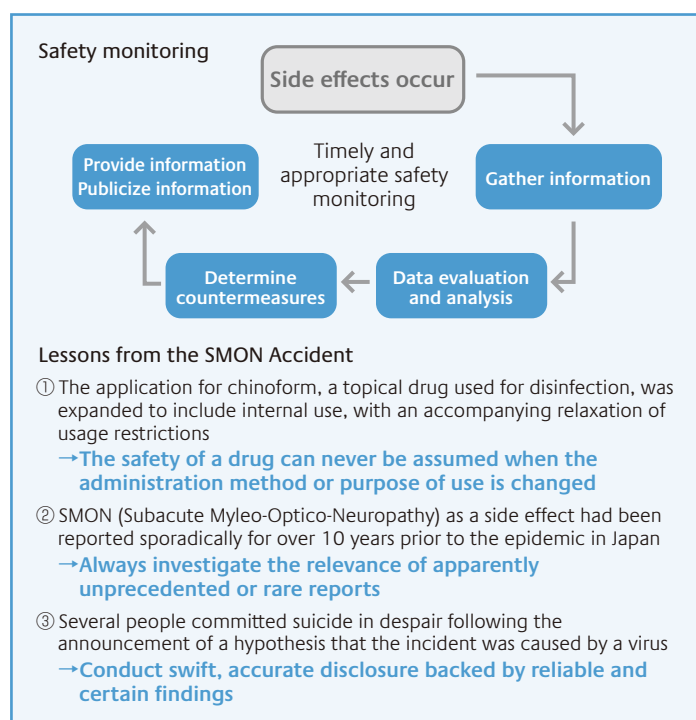 Safety monitoring
Side effects occur
Provide information
Publicize information
Timely and
appropriate safety
monitoring
Gather information
Determine
countermeasures
Data evaluation
and analysis
Lessons from the SMON Accident
① The application for chinoform, a topical drug used for disinfection, was
expanded to include internal use, with an accompanying relaxation of
usage restrictions
→The safety of a drug can never be assumed when the
administration method or purpose of use is changed
② SMON (Subacute Myleo-Optico-Neuropathy) as a side effect had been
reported sporadically for over 10 years prior to the epidemic in Japan
→Always investigate the relevance of apparently
unprecedented or rare reports
③ Several people committed suicide in despair following the
announcement of a hypothesis that the incident was caused by a virus
→Conduct swift, accurate disclosure backed by reliable and
certain findings